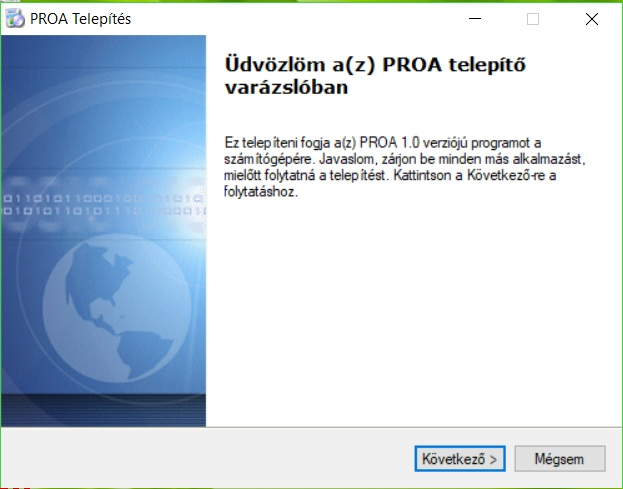 PROA Telepítés
Üdvözlöm a(z) PROA telepítő
varázslóban
Ez telepíteni fogja a(z) PROA 1.0 verziójú programot a
számítógépére. Javaslom, zárjon be minden más alkalmazást,
mielőtt folytatná a telepítést. Kattintson a Következő-re a
folytatáshoz.
Következő >
Mégsem